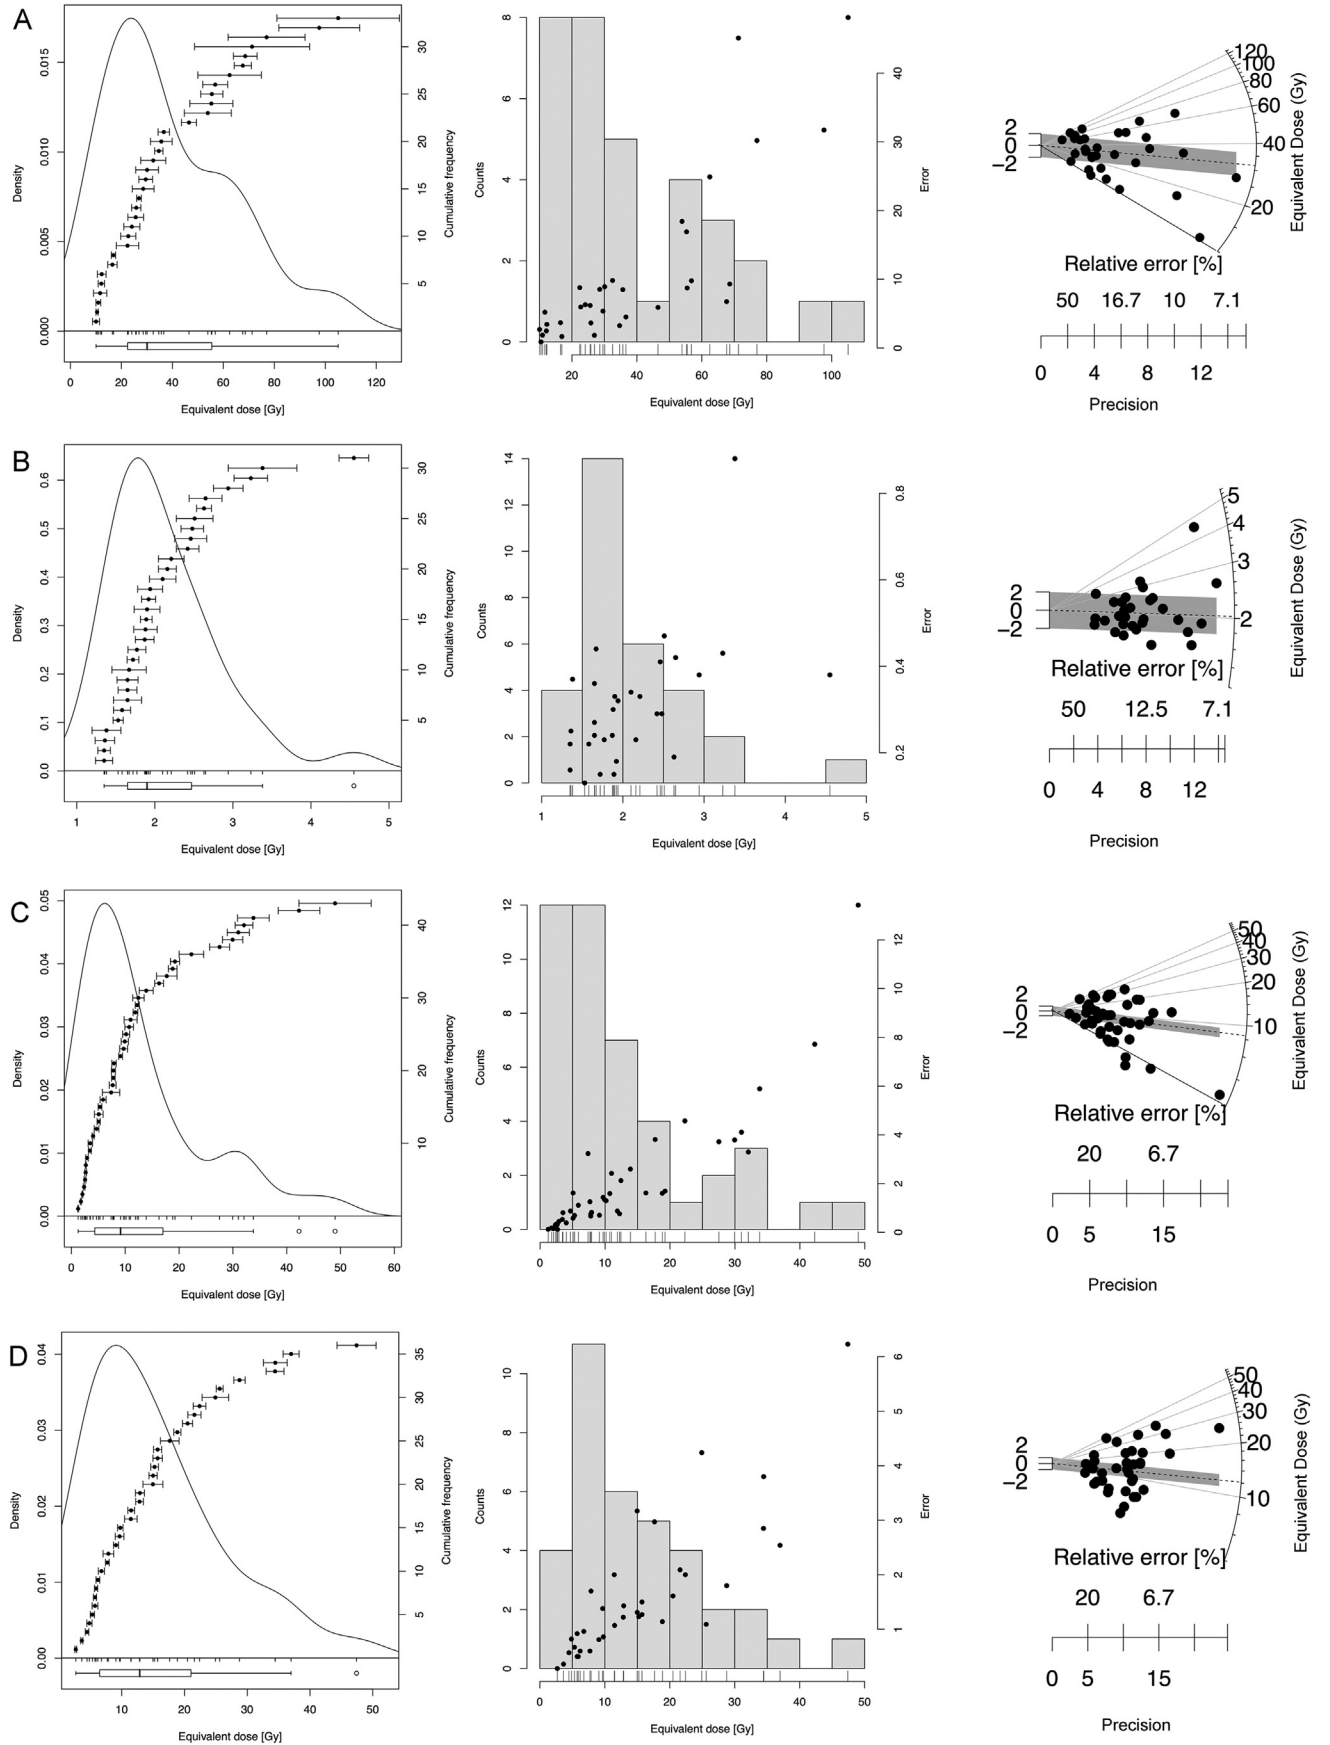 A
Density
0.000 0.005 0.010 0.015
Cumulative frequency
5 10 15 20 25 30
0 20 40 60 80 100 120
Equivalent dose [Gy]
Counts
0 2 4 6 8
Error
0 10 20 30 40
20 40 60 80 100
Equivalent dose [Gy]
2
0
−2
120
100
80
60
40
20
Equivalent Dose (Gy)
Relative error [%]
50 16.7 10 7.1
0 4 8 12
Precision
B
Density
0.0 0.1 0.2 0.3 0.4 0.5 0.6
Cumulative frequency
5 10 15 20 25 30
1 2 3 4 5
Equivalent dose [Gy]
Counts
0 2 4 6 8 10 12 14
Error
0.2 0.4 0.6 0.8
1 2 3 4 5
Equivalent dose [Gy]
2
0
−2
5
4
3
2
Equivalent Dose (Gy)
Relative error [%]
50 12.5 7.1
0 4 8 12
Precision
C
Density
0.00 0.01 0.02 0.03 0.04 0.05
Cumulative frequency
10 20 30 40
0 10 20 30 40 50 60
Equivalent dose [Gy]
Counts
0 2 4 6 8 10 12
Error
0 2 4 6 8 10 12
0 10 20 30 40 50
Equivalent dose [Gy]
2
0
−2
50
40
30
20
10
Equivalent Dose (Gy)
Relative error [%]
20 6.7
0 5 15
Precision
D
Density
0.00 0.01 0.02 0.03 0.04
Cumulative frequency
5 10 15 20 25 30 35
10 20 30 40 50
Equivalent dose [Gy]
Counts
0 2 4 6 8 10
Error
1 2 3 4 5 6
0 10 20 30 40 50
Equivalent dose [Gy]
2
0
−2
50
40
30
20
10
Equivalent Dose (Gy)
Relative error [%]
20 6.7
0 5 15
Precision